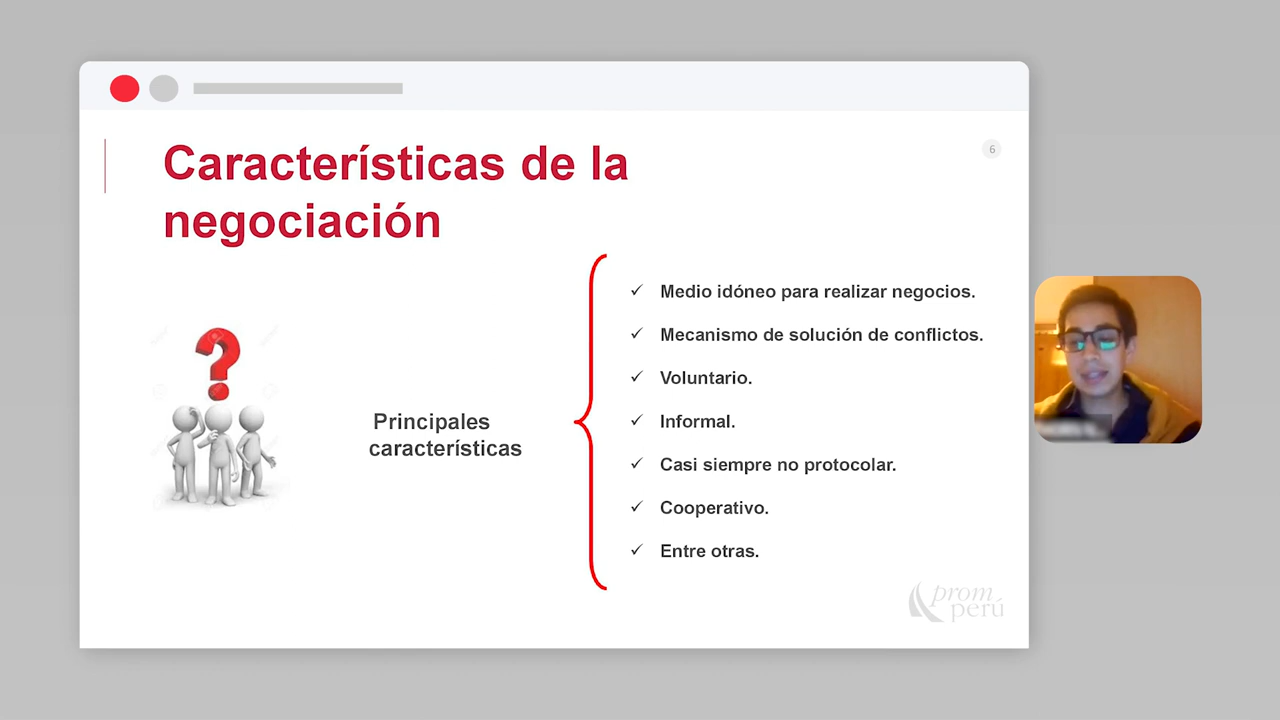 Características de la
negociación
6
Principales
características
Medio idóneo para realizar negocios.
Mecanismo de solución de conflictos.
Voluntario.
Informal.
Casi siempre no protocolar.
Cooperativo.
Entre otras.
prom
perú